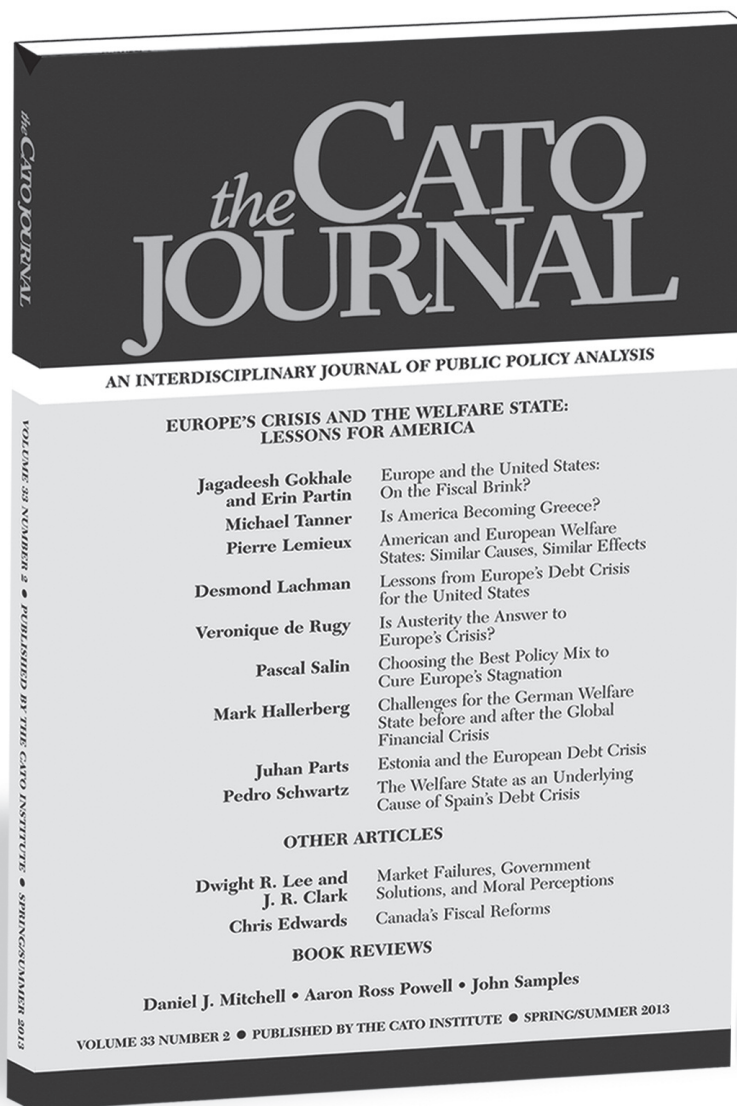 the CATO
JOURNAL
AN INTERDISCIPLINARY JOURNAL OF PUBLIC POLICY ANALYSIS
EUROPE'S CRISIS AND THE WELFARE STATE:
LESSONS FOR AMERICA
Jagadeesh Gokhale
and Erin Partin
Europe and the United States:
On the Fiscal Brink?
Michael Tanner
Is America Becoming Greece?
Pierre Lemieux
American and European Welfare
States: Similar Causes, Similar Effects
Desmond Lachman
Lessons from Europe's Debt Crisis
for the United States
Veronique de Rugy
Is Austerity the Answer to
Europe's Crisis?
Pascal Salin
Choosing the Best Policy Mix to
Cure Europe's Stagnation
Mark Hallerberg
Challenges for the German Welfare
State before and after the Global
Financial Crisis
Juhan Parts
Estonia and the European Debt Crisis
Pedro Schwartz
The Welfare State as an Underlying
Cause of Spain's Debt Crisis
OTHER ARTICLES
Dwight R. Lee and
J. R. Clark
Market Failures, Government
Solutions, and Moral Perceptions
Chris Edwards
Canada's Fiscal Reforms
BOOK REVIEWS
Daniel J. Mitchell • Aaron Ross Powell • John Samples
VOLUME 33 NUMBER 2 ● PUBLISHED BY THE CATO INSTITUTE ● SPRING/SUMMER 2013
the CATO JOURNAL
VOLUME 33 NUMBER 2 ● PUBLISHED BY THE CATO INSTITUTE ● SPRING/SUMMER 2013